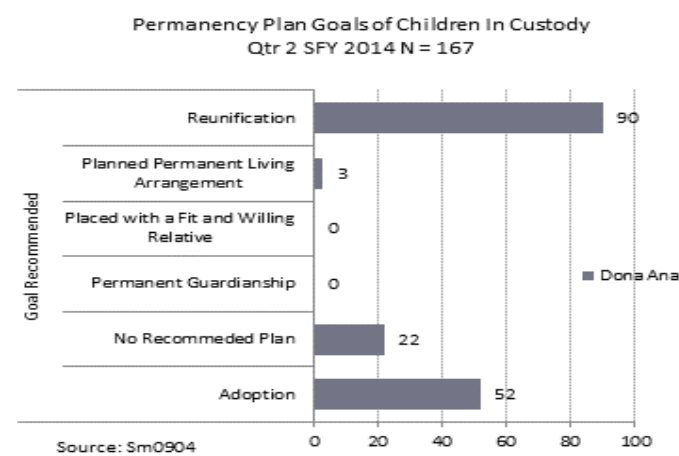 Permanency Plan Goals of Children In Custody
Qtr 2 SFY 2014 N = 167
Goal Recommended
Reunification
90
Planned Permanent Living
Arrangement
3
Placed with a Fit and Willing
Relative
0
Permanent Guardianship
0
Dona Ana
No Recommeded Plan
22
Adoption
52
0 20 40 60 80 100
Source: Sm0904